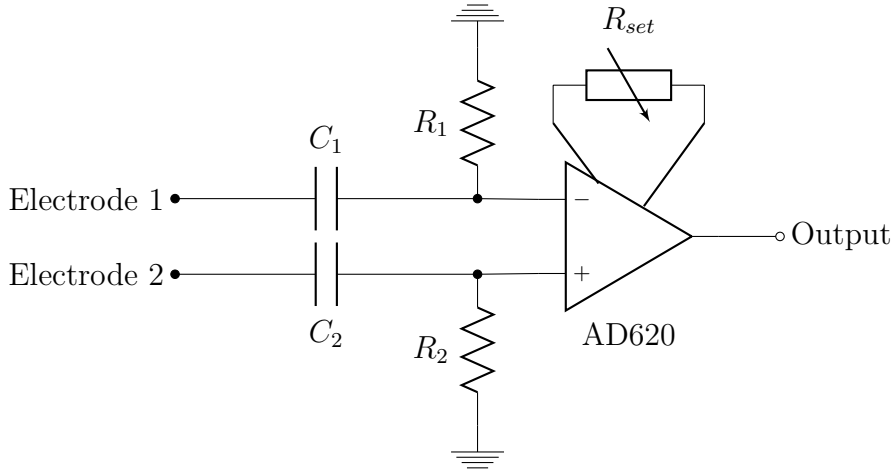 R_set
R_1
C_1
Electrode 1
−
Output
Electrode 2
+
C_2
AD620
R_2